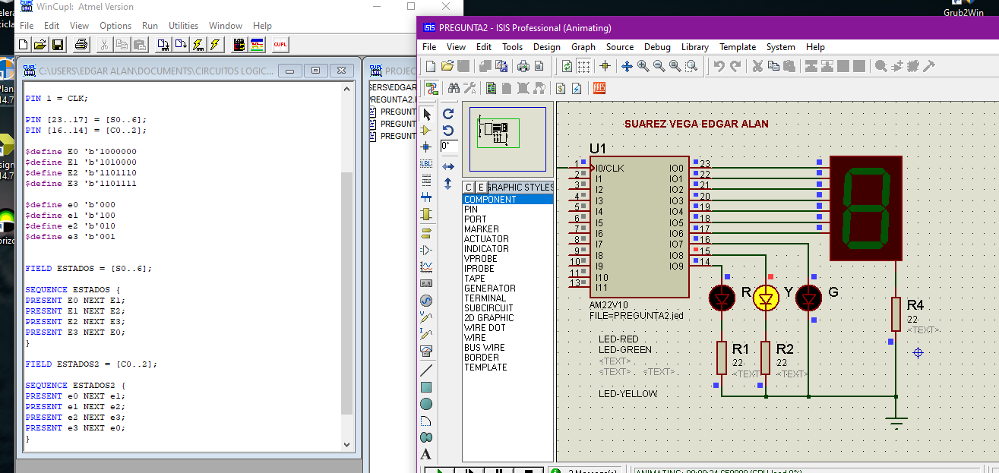 WinCupl: Atmel Version
File Edit View Options Run Utilities Window Help
C:\USERS\EDGAR ALAN\DOCUMENTS\CIRCUITOS LOGIC...
PIN 1 = CLK;
PIN [23..17] = [S0..6];
PIN [16..14] = [C0..2];
$define E0 'b'1000000
$define E1 'b'1010000
$define E2 'b'1101110
$define E3 'b'1101111
$define e0 'b'000
$define e1 'b'100
$define e2 'b'010
$define e3 'b'001
FIELD ESTADOS = [S0..6];
SEQUENCE ESTADOS {
PRESENT E0 NEXT E1;
PRESENT E1 NEXT E2;
PRESENT E2 NEXT E3;
PRESENT E3 NEXT E0;
}
FIELD ESTADOS2 = [C0..2];
SEQUENCE ESTADOS2 {
PRESENT e0 NEXT e1;
PRESENT e1 NEXT e2;
PRESENT e2 NEXT e3;
PRESENT e3 NEXT e0;
}
PROJEC
SERS\EDGAR
PREGUNTA2.
PREGUNT
PREGUNT
PREGUNT
Grub2Win
PREGUNTA2 - ISIS Professional (Animating)
File View Edit Tools Design Graph Source Debug Library Template System Help
0°
C E GRAPHIC STYLES
COMPONENT
PIN
PORT
MARKER
ACTUATOR
INDICATOR
VPROBE
IPROBE
TAPE
GENERATOR
TERMINAL
SUBCIRCUIT
2D GRAPHIC
WIRE DOT
WIRE
BUS WIRE
BORDER
TEMPLATE
SUAREZ VEGA EDGAR ALAN
U1
1 I0/CLK IO0 23
2 I1 IO1 22
3 I2 IO2 21
4 I3 IO3 20
5 I4 IO4 19
6 I5 IO5 18
7 I6 IO6 17
8 I7 IO7 16
9 I8 IO8 15
10 I9 IO9 14
11 I10
13 I11
AM22V10
FILE=PREGUNTA2.jed
R Y G
R4
22
<TEXT>
R1
22
<TEXT
R2
22
<TEXT>
LED-RED
LED-GREEN
<TEXT>
<TEXT> <TEXT>
LED-YELLOW